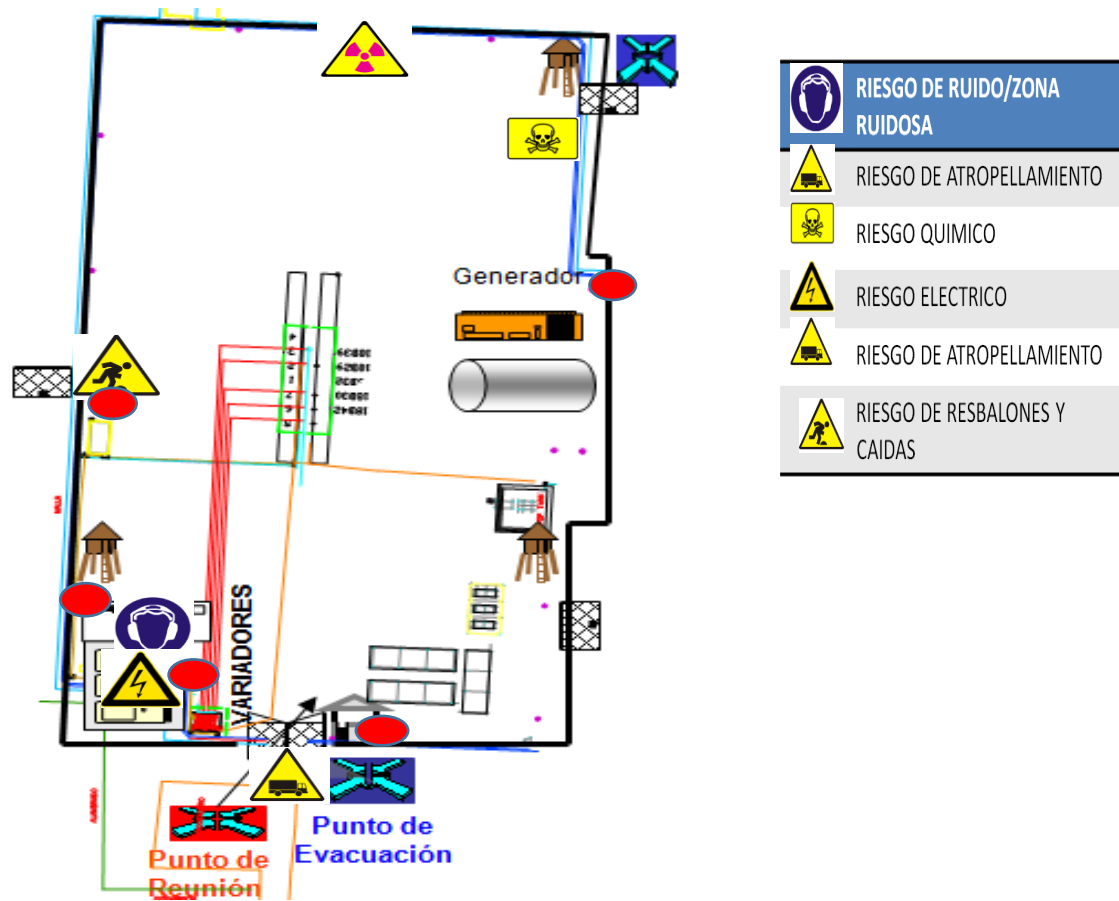 Generador
VARIADORES
Punto de
Evacuación
Punto de
Reunión
RIESGO DE RUIDO/ZONA
RUIDOSA
RIESGO DE ATROPELLAMIENTO
RIESGO QUIMICO
RIESGO ELECTRICO
RIESGO DE ATROPELLAMIENTO
RIESGO DE RESBALONES Y
CAIDAS